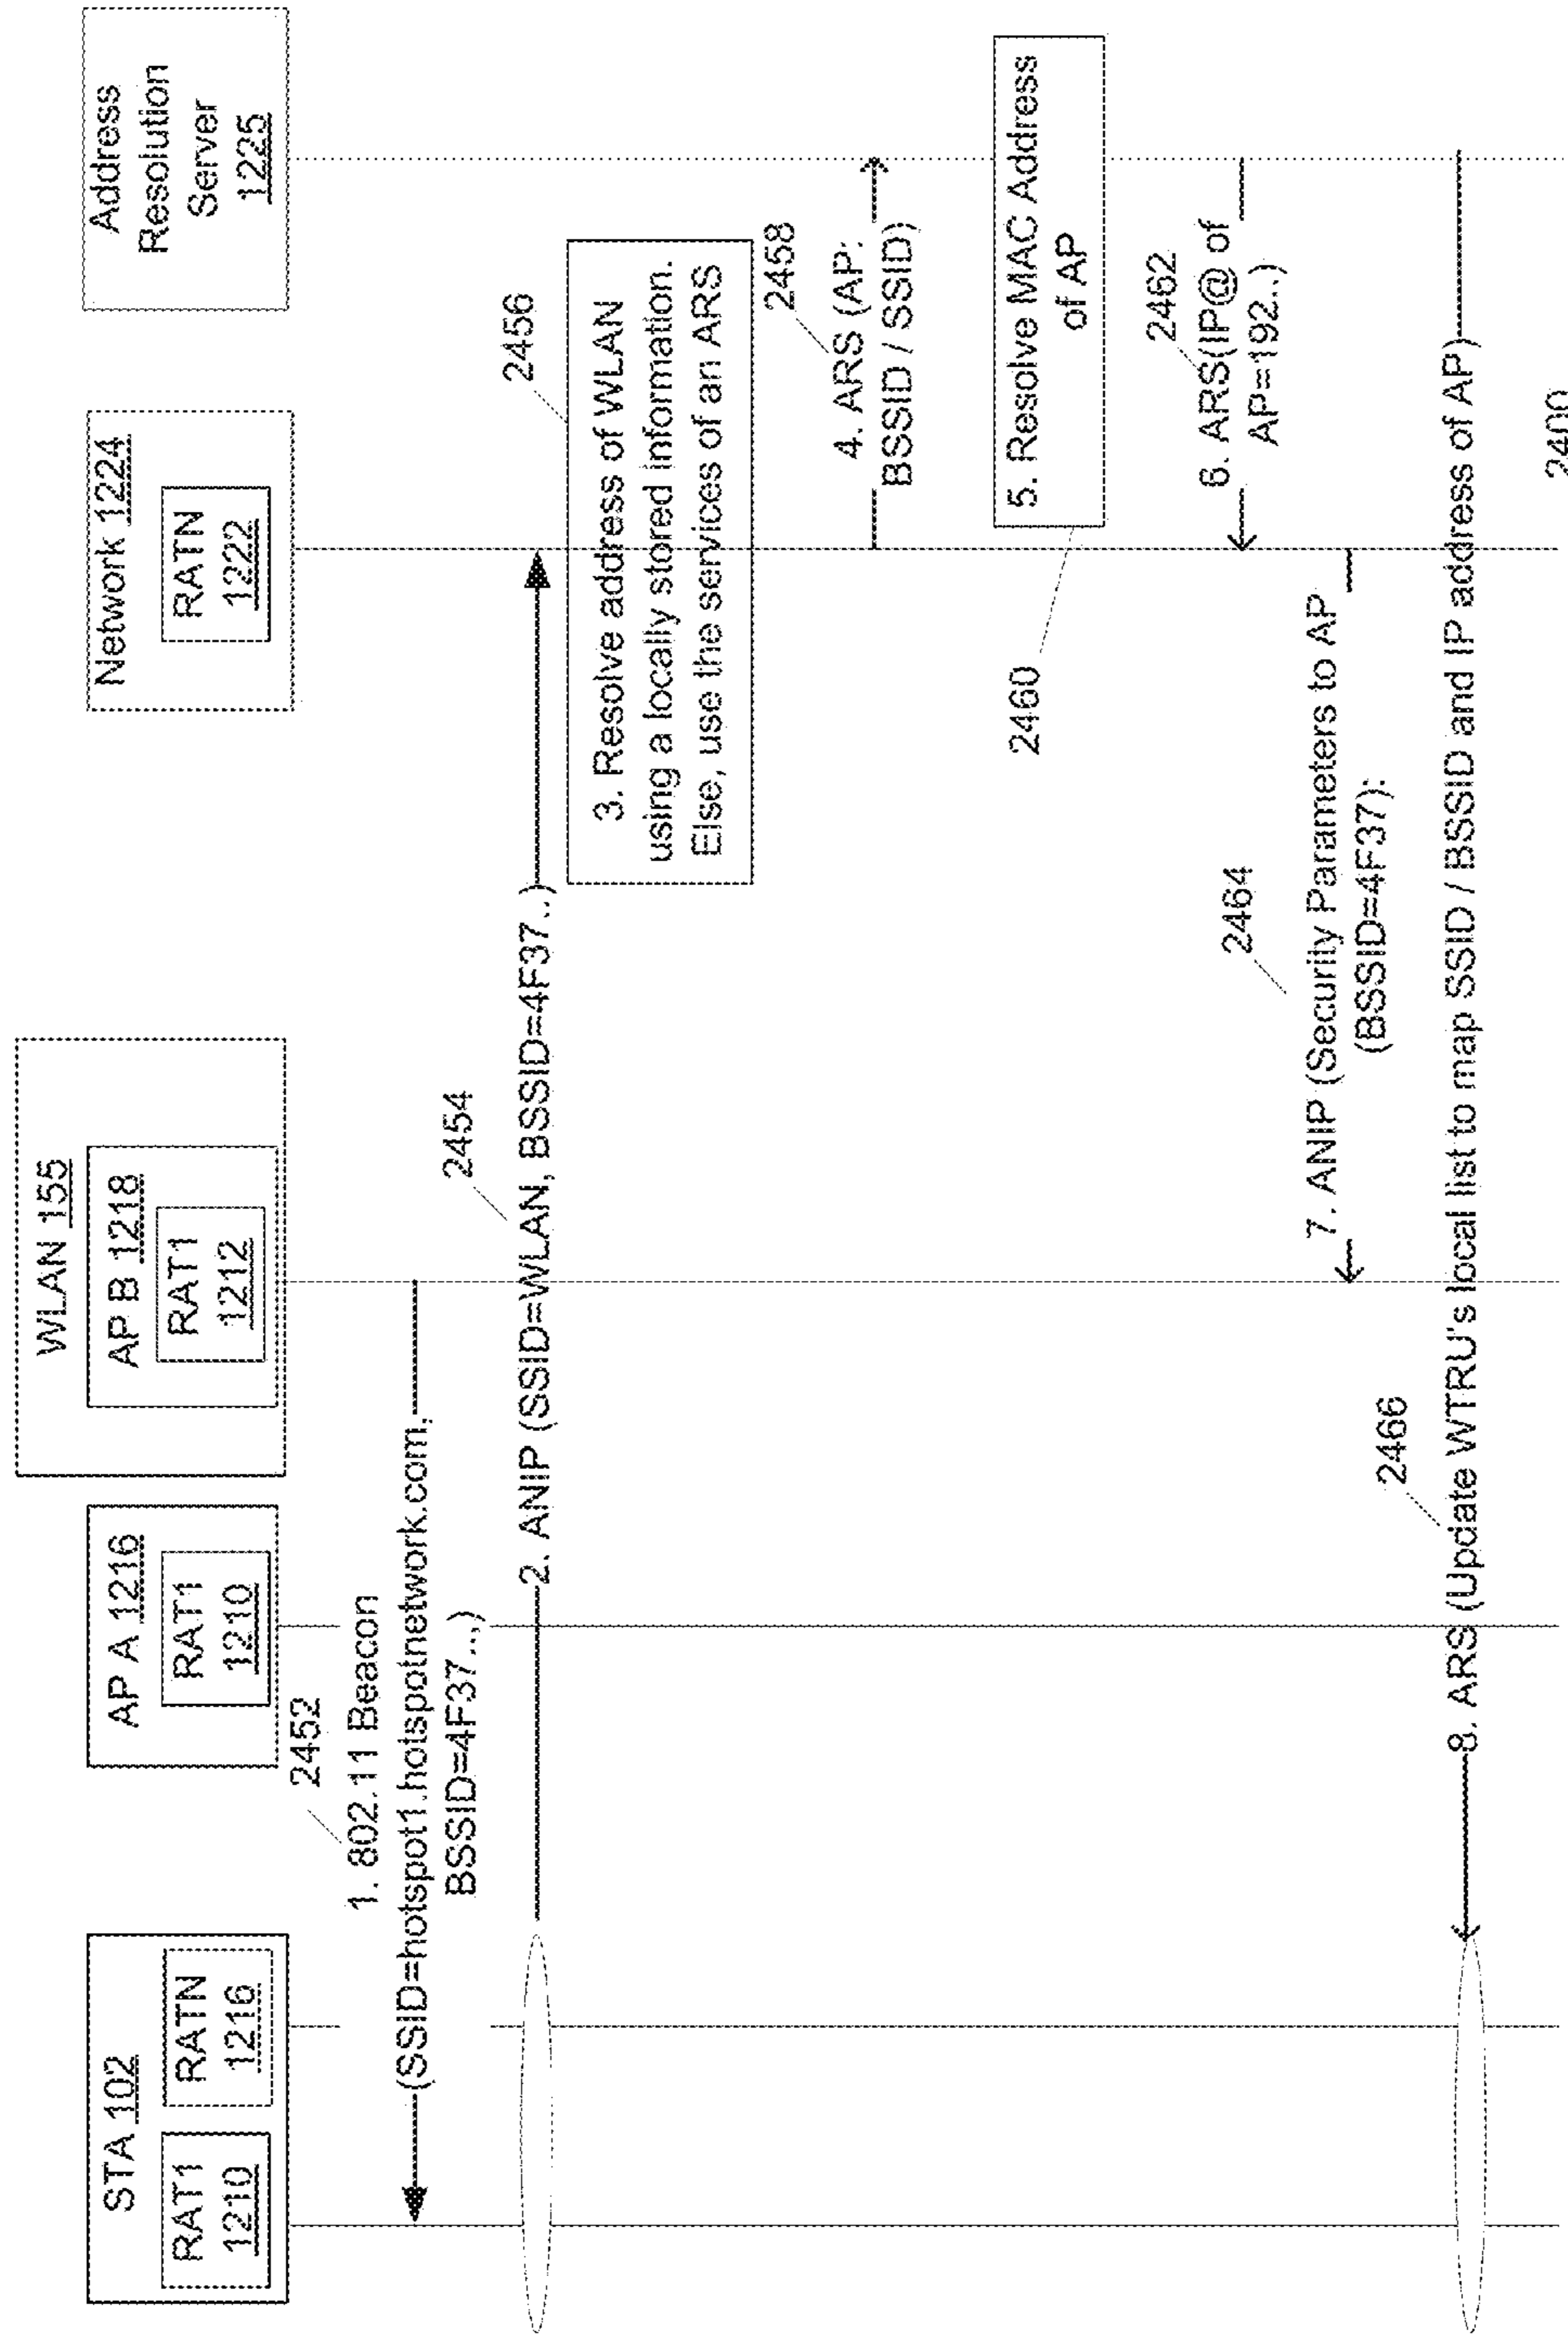 STA 102
RAT1
1210
RATN
1216
AP A 1216
RAT1
1210
WLAN 155
AP B 1218
RAT1
1212
Network 1224
RATN
1222
Address
Resolution
Server
1225
2452
1. 802.11 Beacon
(SSID=hotspot1.hotspotnetwork.com,
BSSID=4F37..,)
2454
2. ANIP (SSID=WLAN, BSSID=4F37..)
2456
3. Resolve address of WLAN
using a locally stored information.
Else, use the services of an ARS
2458
4. ARS (AP:
BSSID / SSID)
2460
5. Resolve MAC Address
of AP
2462
6. ARS(IP@ of
AP=192..)
2464
7. ANIP (Security Parameters to AP
(BSSID=4F37):
2466
8. ARS (Update WTRU's local list to map SSID / BSSID and IP address of AP)
2400